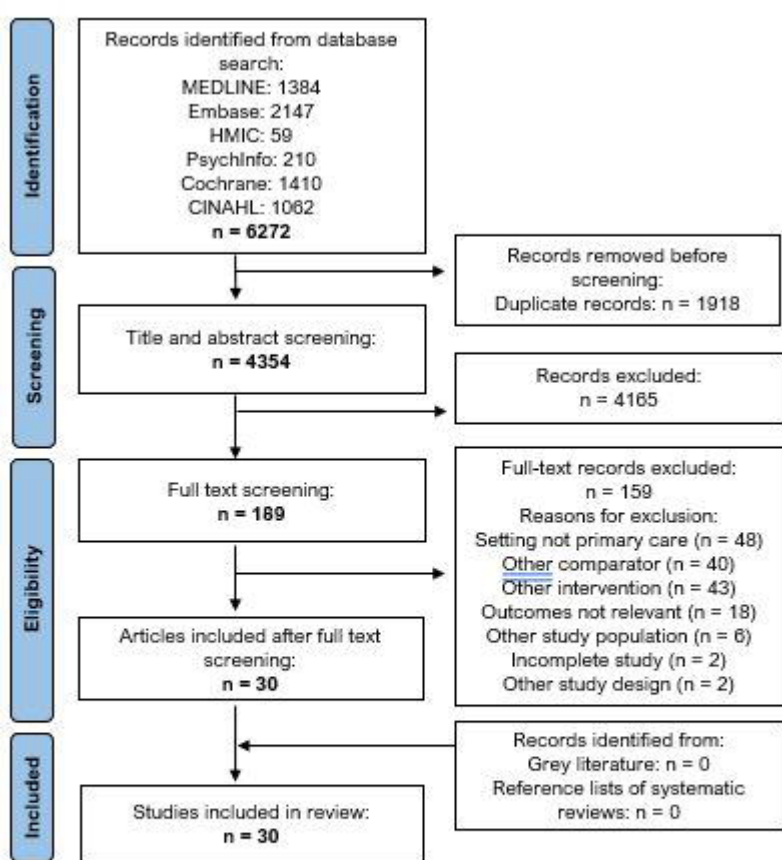 Identification
Records identified from database
search:
MEDLINE: 1384
Embase: 2147
HMIC: 59
PsychInfo: 210
Cochrane: 1410
CINAHL: 1062
n = 6272
Records removed before
screening:
Duplicate records: n = 1918
Screening
Title and abstract screening:
n = 4354
Records excluded:
n = 4165
Eligibility
Full text screening:
n = 189
Full-text records excluded:
n = 159
Reasons for exclusion:
Setting not primary care (n = 48)
Other comparator (n = 40)
Other intervention (n = 43)
Outcomes not relevant (n = 18)
Other study population (n = 6)
Incomplete study (n = 2)
Other study design (n = 2)
Articles included after full text
screening:
n = 30
Included
Records identified from:
Grey literature: n = 0
Reference lists of systematic
reviews: n = 0
Studies included in review:
n = 30